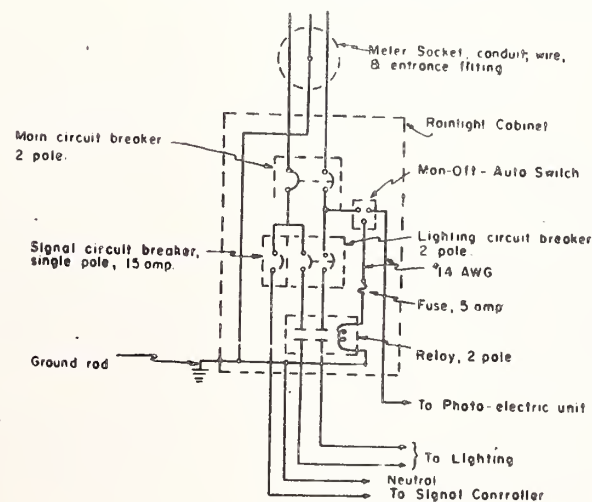 Meter Socket, conduit, wire,
& entrance fitting
Raintight Cabinet
Main circuit breaker
2 pole.
Man-Off-Auto Switch
Signal circuit breaker,
single pole, 15 amp.
Lighting circuit breaker
2 pole.
#14 AWG
Fuse, 5 amp
Relay, 2 pole
Ground rod
To Photo-electric unit
To Lighting
Neutral
To Signal Controller